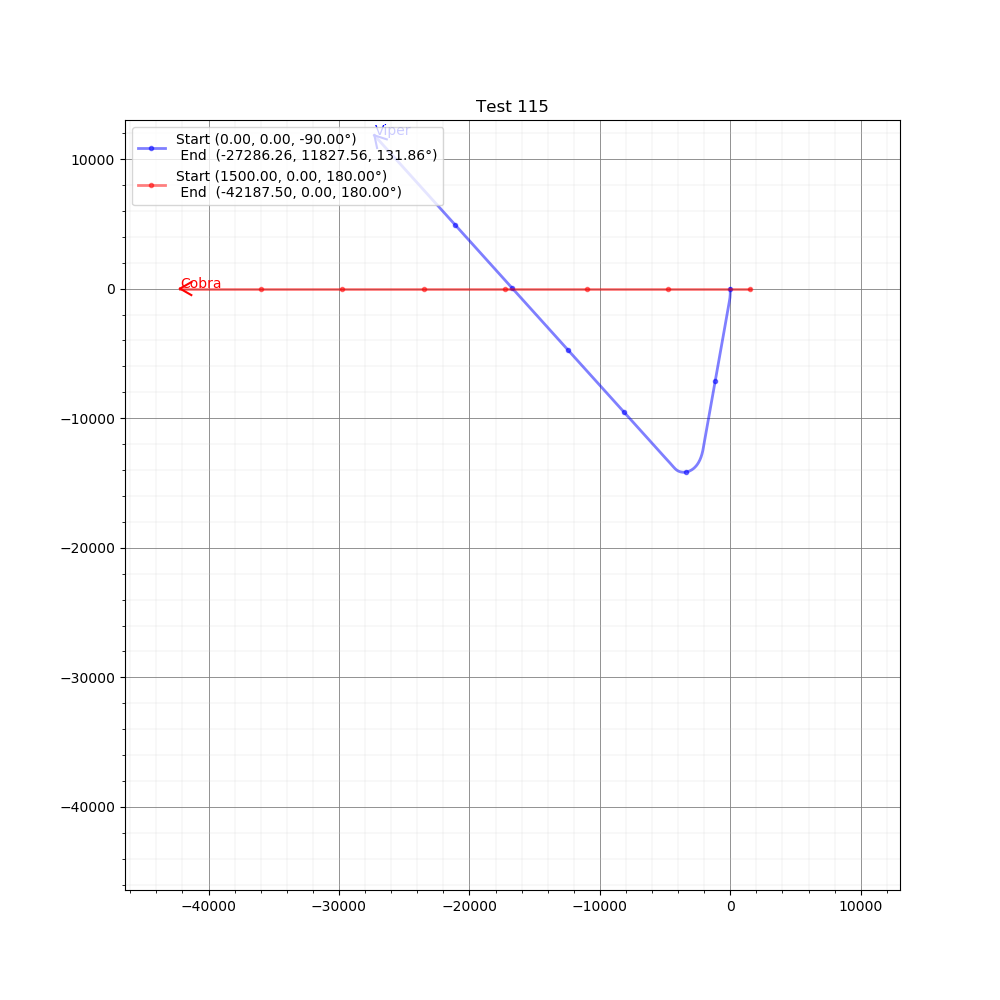 Test 115
Viper
Start (0.00, 0.00, -90.00°)
End  (-27286.26, 11827.56, 131.86°)
Start (1500.00, 0.00, 180.00°)
End  (-42187.50, 0.00, 180.00°)
Cobra
10000
0
−10000
−20000
−30000
−40000
−40000 −30000 −20000 −10000 0 10000